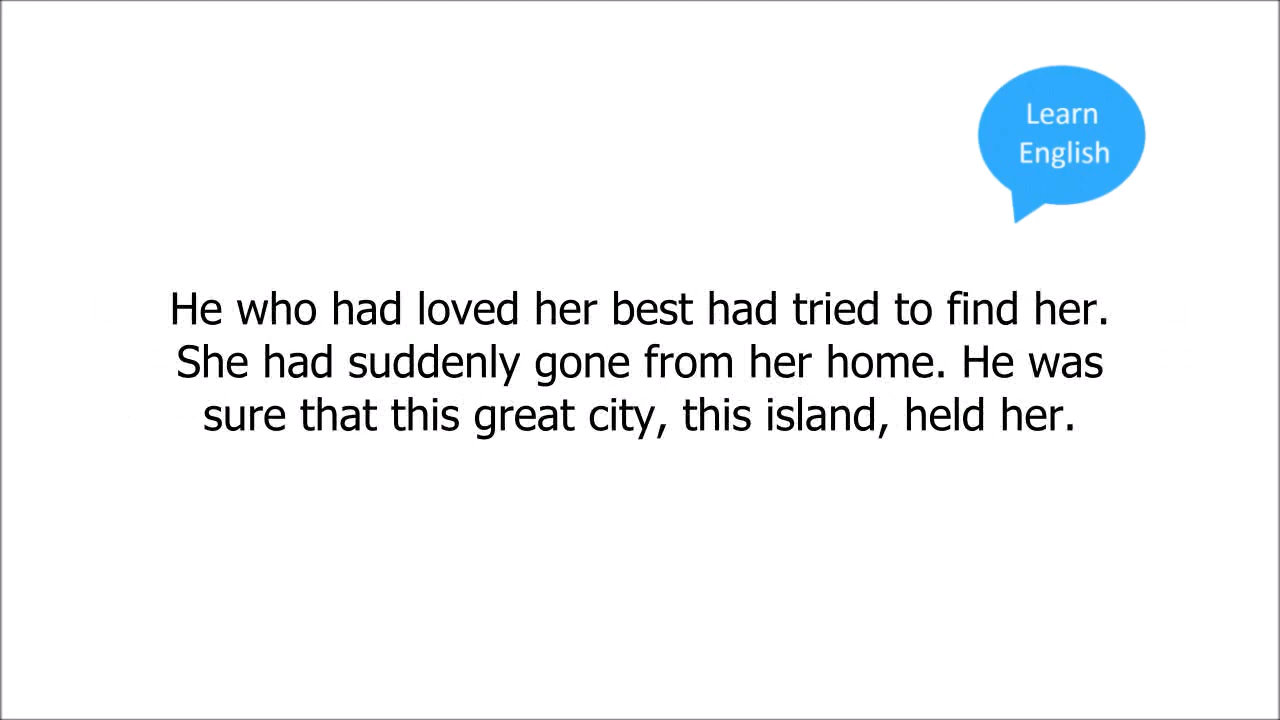 Learn
English
He who had loved her best had tried to find her.
She had suddenly gone from her home. He was
sure that this great city, this island, held her.